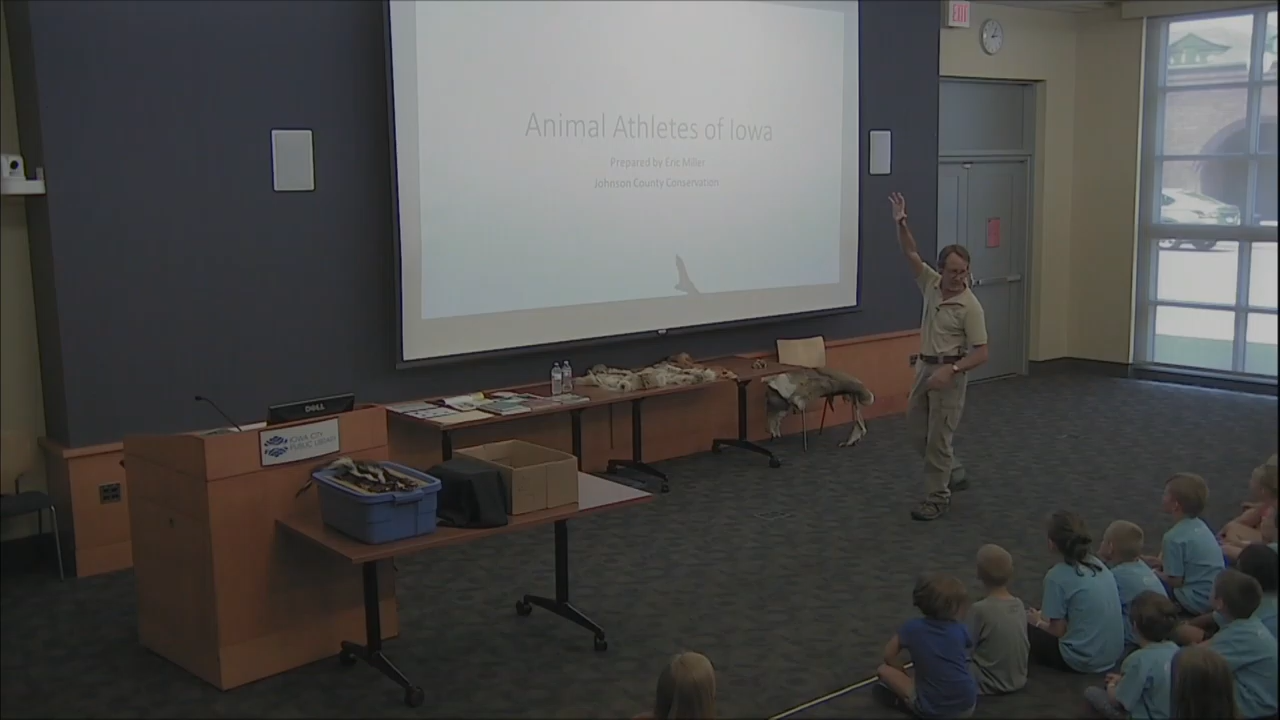 EXIT
Animal Athletes of Iowa
Prepared by Eric Miller
Johnson County Conservation
DELL
IOWA CITY
PUBLIC LIBRARY